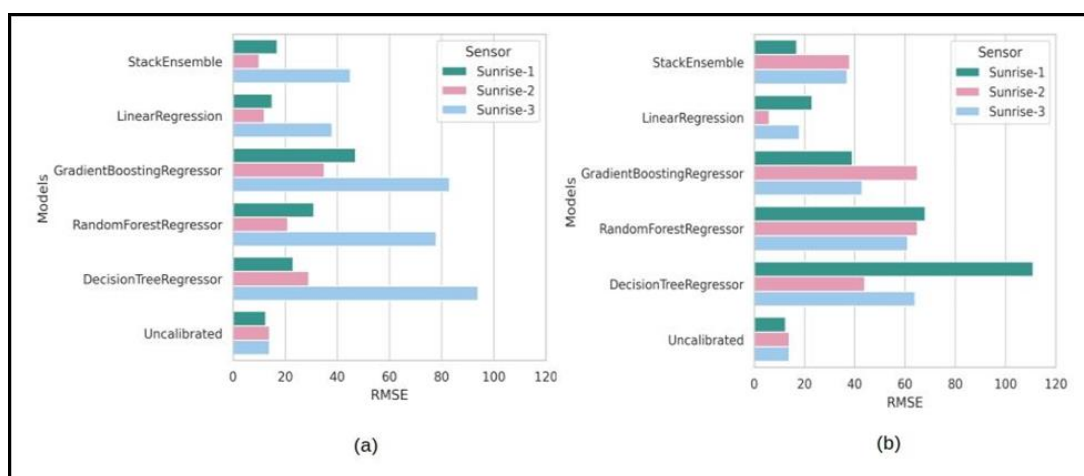 StackEnsemble
LinearRegression
GradientBoostingRegressor
RandomForestRegressor
DecisionTreeRegressor
Uncalibrated
Models
Sensor
Sunrise-1
Sunrise-2
Sunrise-3
0 20 40 60 80 100 120
RMSE
(a)
StackEnsemble
LinearRegression
GradientBoostingRegressor
RandomForestRegressor
DecisionTreeRegressor
Uncalibrated
Models
Sensor
Sunrise-1
Sunrise-2
Sunrise-3
0 20 40 60 80 100 120
RMSE
(b)